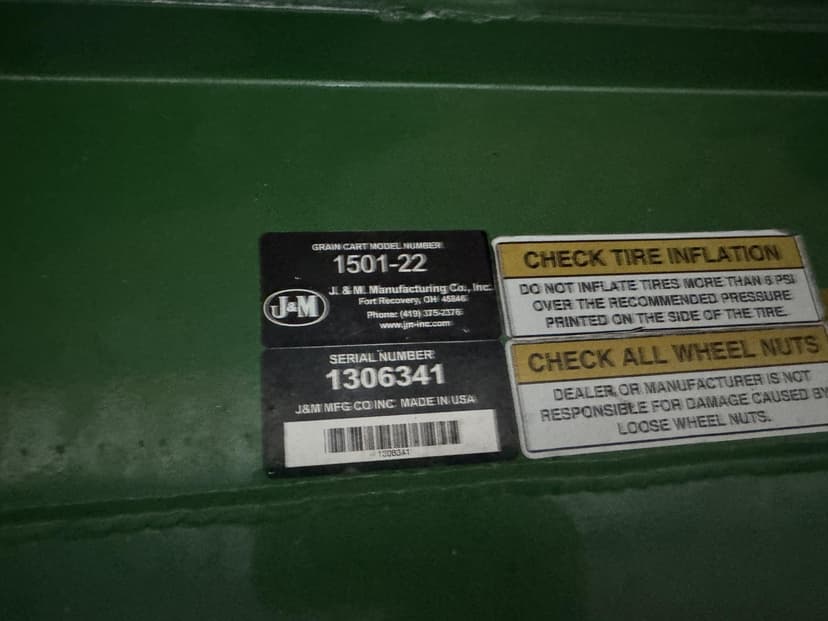 GRAIN CART MODEL NUMBER
1501-22
J&M
J. & M. Manufacturing Co., Inc.
Fort Recovery, OH 45846
Phone: (419) 375-2376
www.jm-inc.com
SERIAL NUMBER
1306341
J&M MFG CO INC MADE IN USA
1306341
CHECK TIRE INFLATION
DO NOT INFLATE TIRES MORE THAN 6 PSI
OVER THE RECOMMENDED PRESSURE
PRINTED ON THE SIDE OF THE TIRE.
CHECK ALL WHEEL NUTS
DEALER OR MANUFACTURER IS NOT
RESPONSIBLE FOR DAMAGE CAUSED BY
LOOSE WHEEL NUTS.